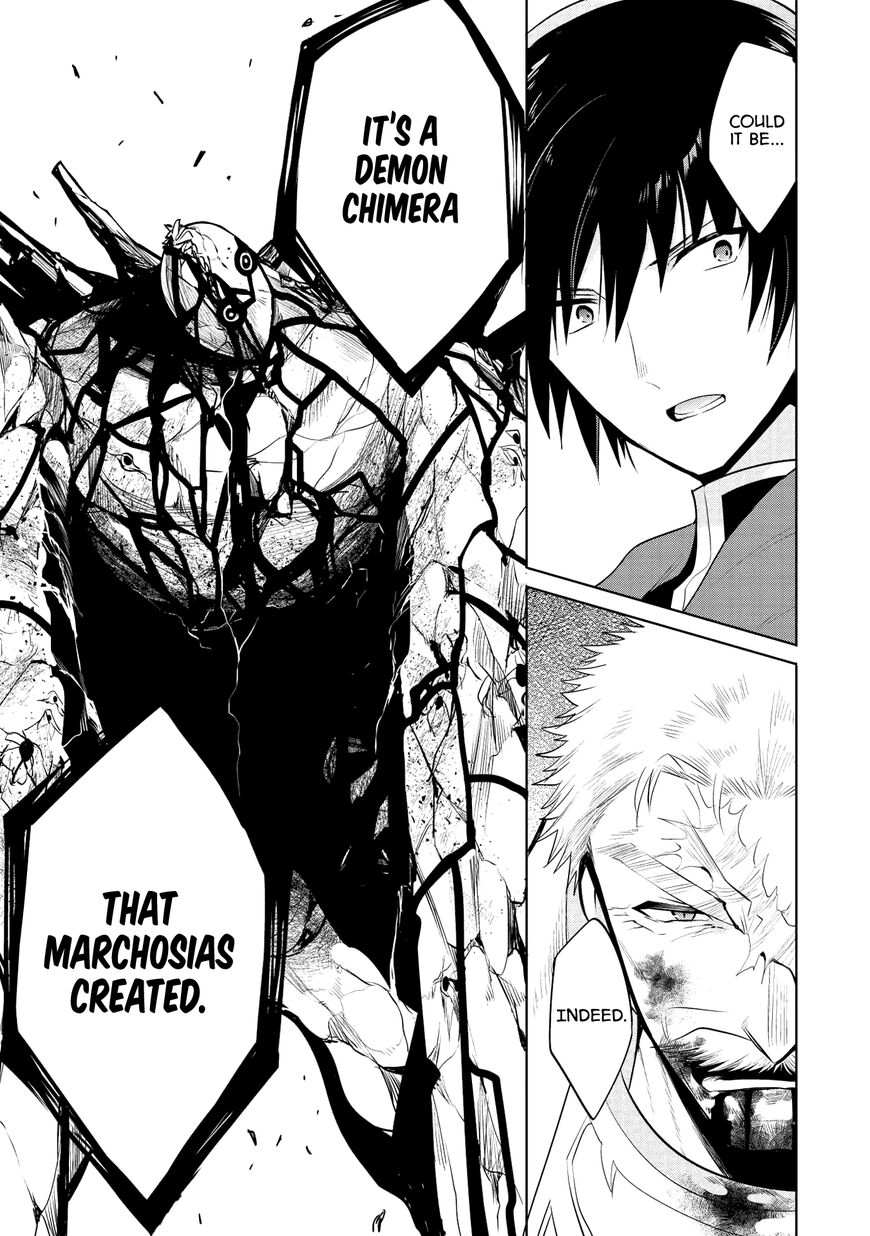 COULD
IT BE...
INDEED.
IT'S A
DEMON
CHIMERA
THAT
MARCHOSIAS
CREATED.